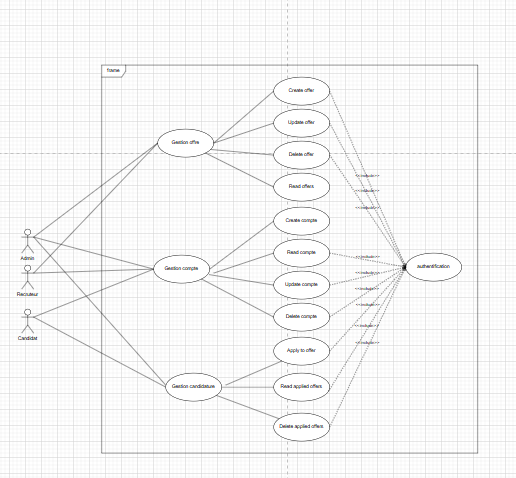 frame
Create offer
Update offer
Gestion offre
Delete offer
<<include>>
Read offers
<<include>>
<<include>>
Create compte
Admin
Read compte
<<include>>
Gestion compte
authentification
<<include>>
Recruteur
Update compte
<<include>>
Delete compte
<<include>>
Candidat
<<include>>
Apply to offer
Gestion candidature
Read applied offers
Delete applied offers